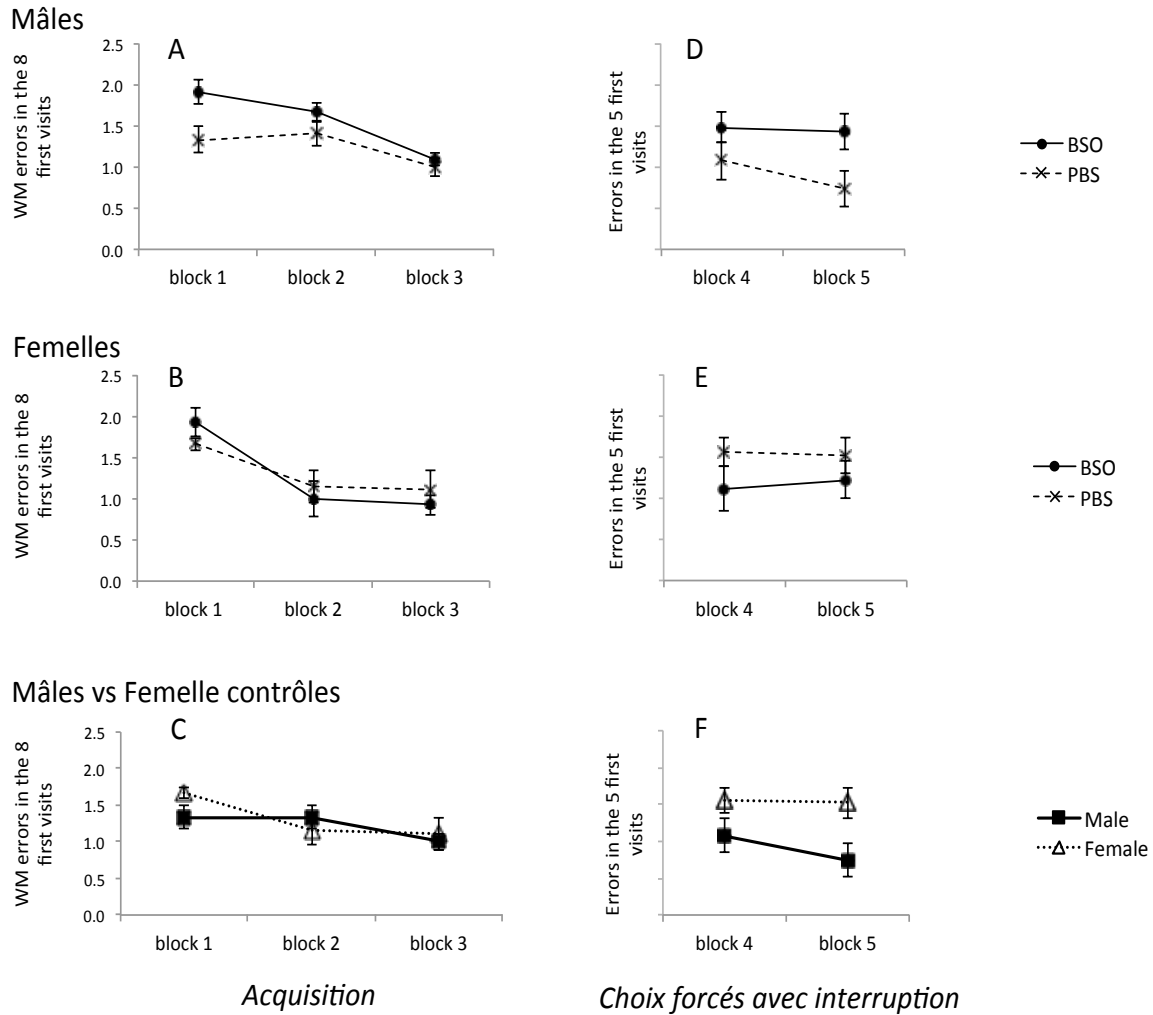 Mâles
A
WM errors in the 8
first visits
2.5
2.0
1.5
1.0
0.5
0.0
block 1 block 2 block 3
D
Errors in the 5 first
visits
block 4 block 5
BSO
PBS
Femelles
B
WM errors in the 8
first visits
2.5
2.0
1.5
1.0
0.5
0.0
block 1 block 2 block 3
E
Errors in the 5 first
visits
block 4 block 5
BSO
PBS
Mâles vs Femelle contrôles
C
WM errors in the 8
first visits
2.5
2.0
1.5
1.0
0.5
0.0
block 1 block 2 block 3
F
Errors in the 5 first
visits
block 4 block 5
Male
Female
Acquisition
Choix forcés avec interruption